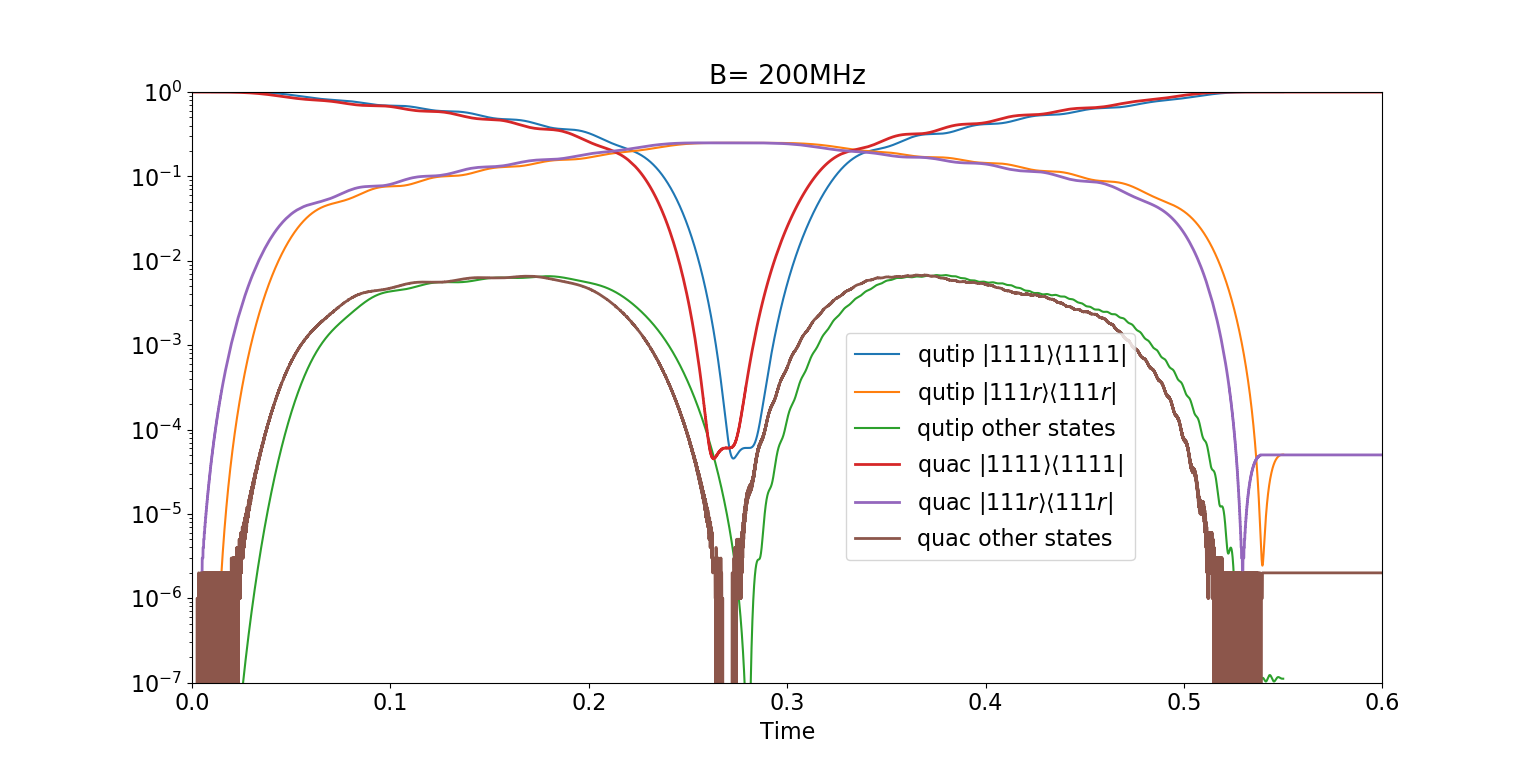 B= 200MHz
10⁰
10⁻¹
10⁻²
10⁻³
10⁻⁴
10⁻⁵
10⁻⁶
10⁻⁷
qutip |1111⟩⟨1111|
qutip |111r⟩⟨111r|
qutip other states
quac |1111⟩⟨1111|
quac |111r⟩⟨111r|
quac other states
0.0 0.1 0.2 0.3 0.4 0.5 0.6
Time